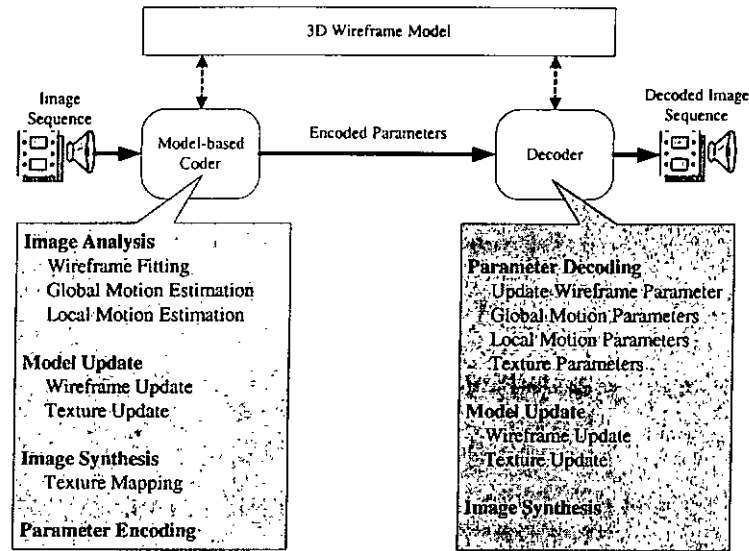 3D Wireframe Model
Image
Sequence
Model-based
Coder
Encoded Parameters
Decoder
Decoded Image
Sequence
Image Analysis
Wireframe Fitting
Global Motion Estimation
Local Motion Estimation
Model Update
Wireframe Update
Texture Update
Image Synthesis
Texture Mapping
Parameter Encoding
Parameter Decoding
Update Wireframe Parameter
Global Motion Parameters
Local Motion Parameters
Texture Parameters
Model Update
Wireframe Update
Texture Update
Image Synthesis